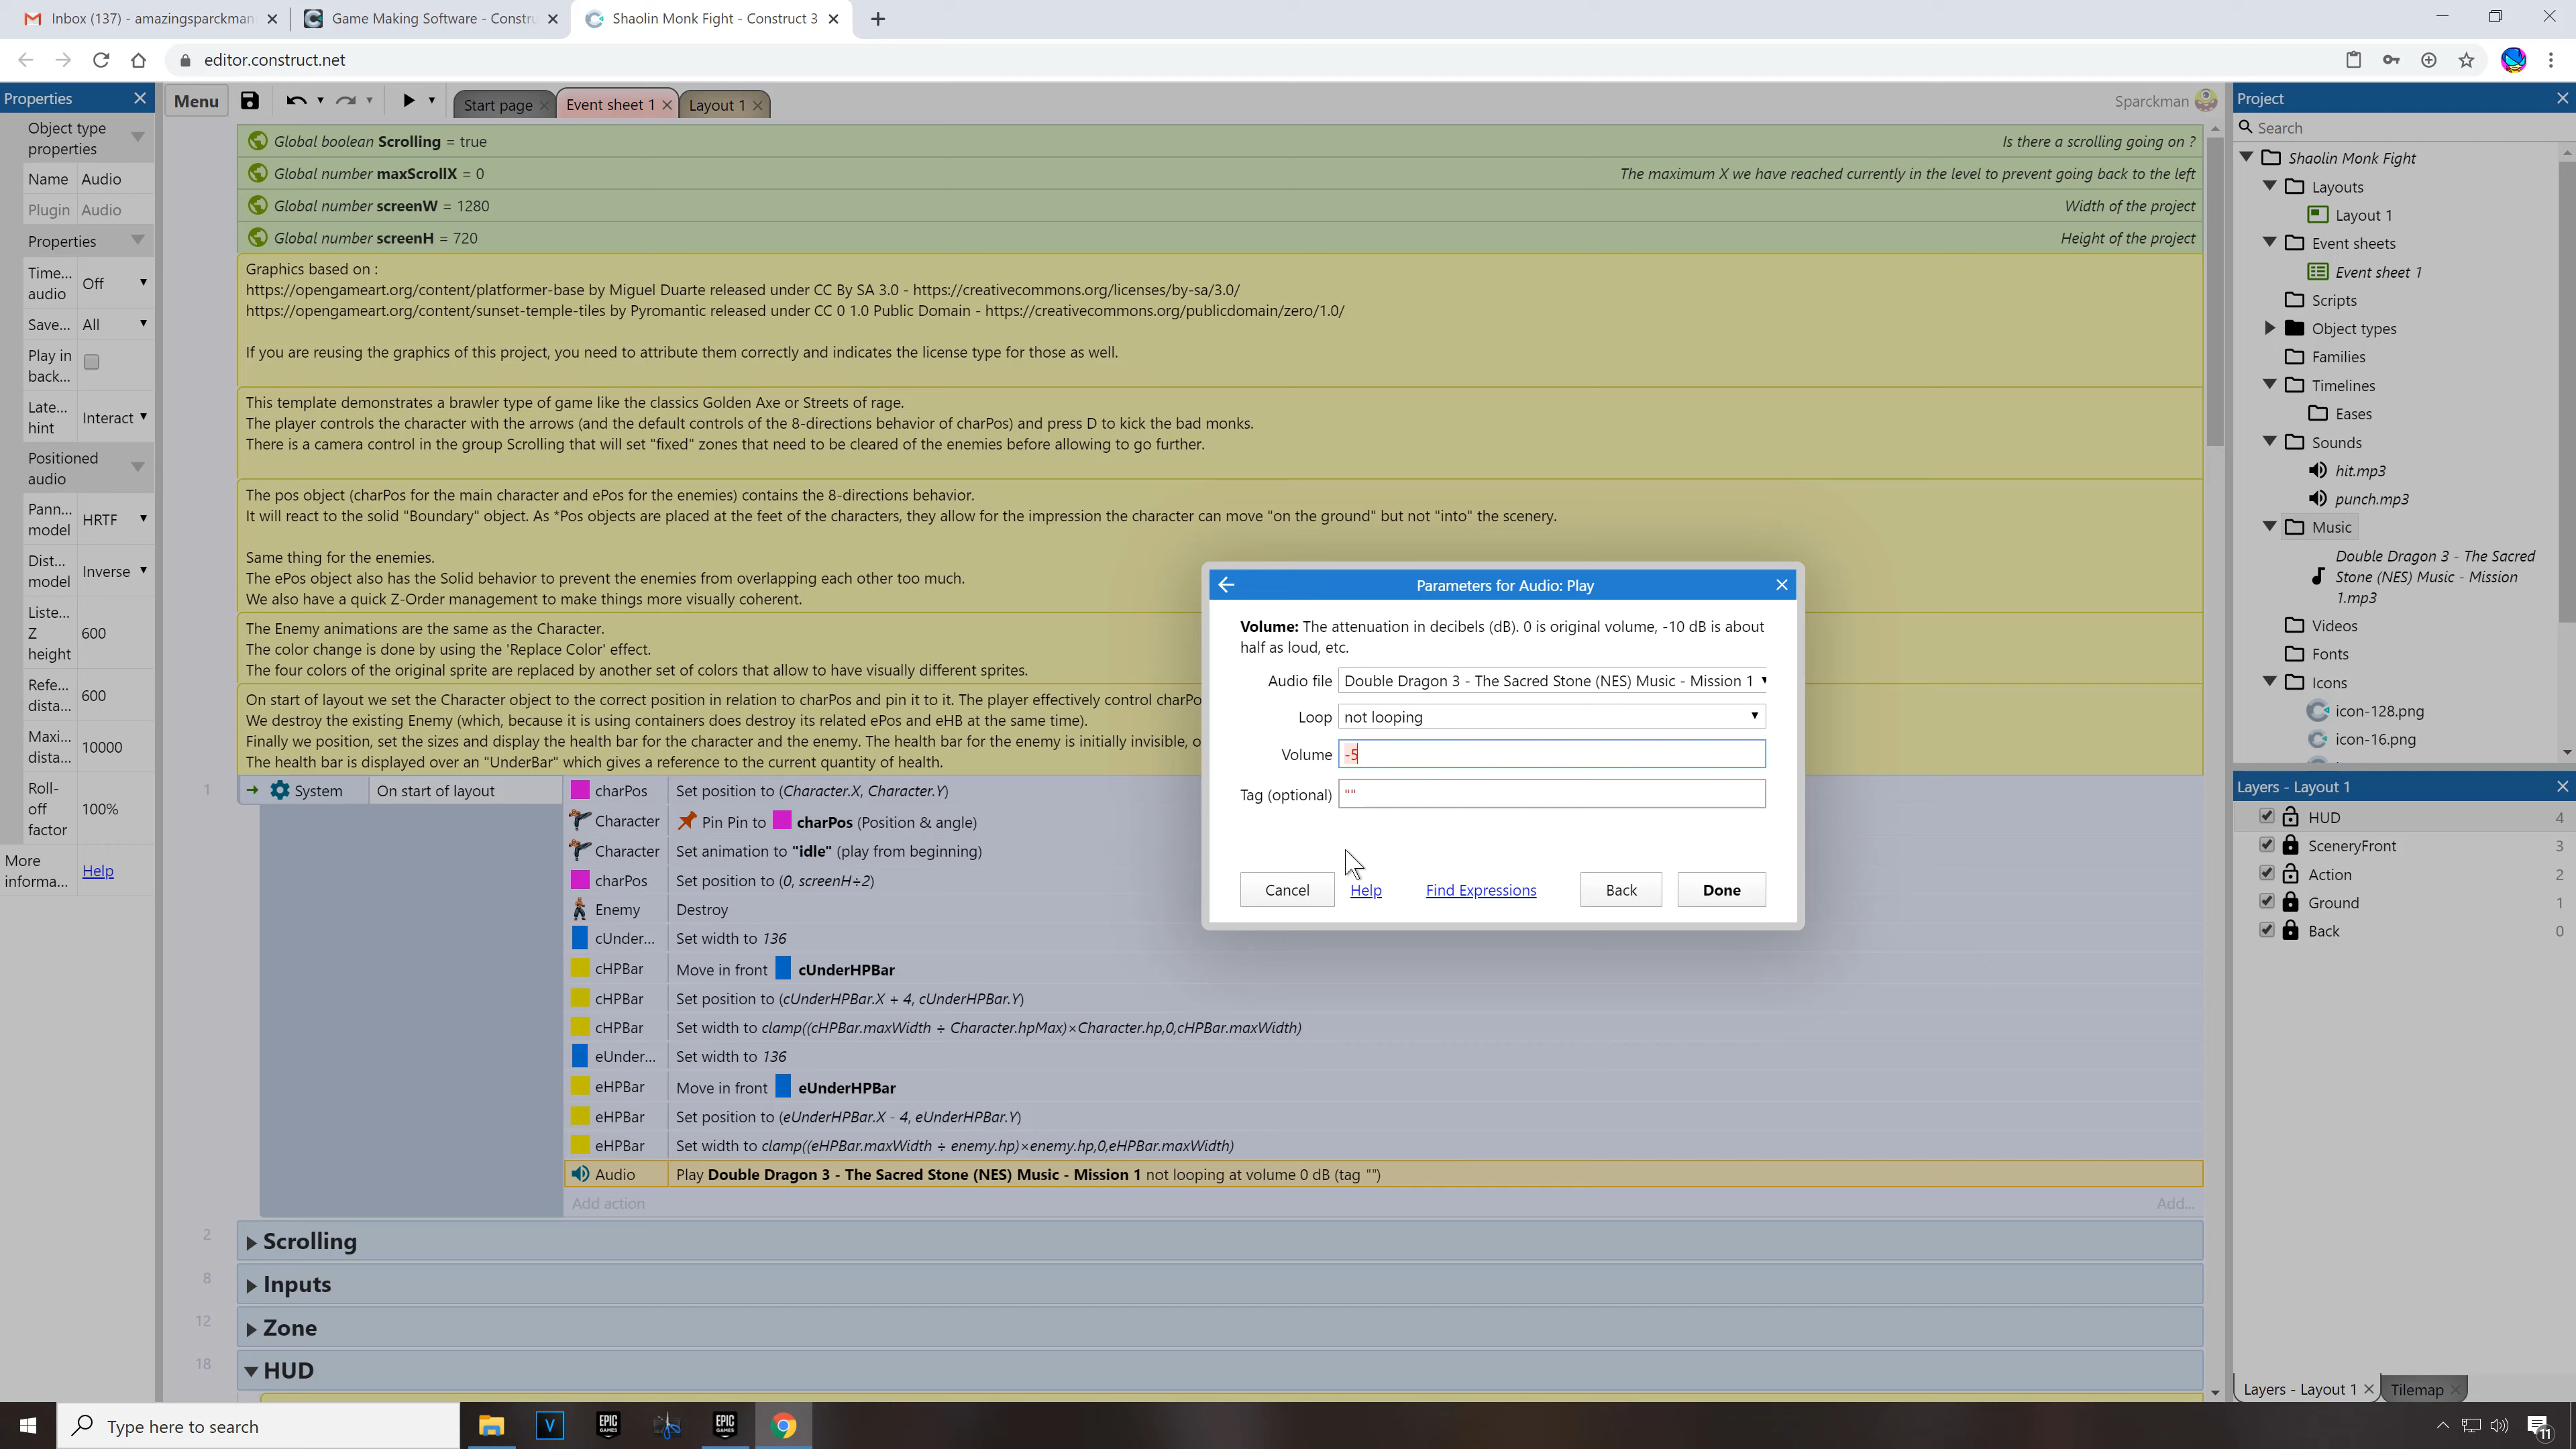 Inbox (137) - amazingsparckman
Game Making Software - Constru
Shaolin Monk Fight - Construct 3
editor.construct.net
Properties
Menu
Start page
Event sheet 1
Layout 1
Sparckman
Project
Object type properties
Name Audio
Plugin Audio
Properties
Time... audio Off
Save... All
Play in back...
Late... hint Interact
Positioned audio
Pann... model HRTF
Dist... model Inverse
Liste... Z height 600
Refe... dista... 600
Maxi... dista... 10000
Roll-off factor 100%
More informa... Help
Global boolean Scrolling = true
Is there a scrolling going on ?
Global number maxScrollX = 0
The maximum X we have reached currently in the level to prevent going back to the left
Global number screenW = 1280
Width of the project
Global number screenH = 720
Height of the project
Graphics based on :
https://opengameart.org/content/platformer-base by Miguel Duarte released under CC By SA 3.0 - https://creativecommons.org/licenses/by-sa/3.0/
https://opengameart.org/content/sunset-temple-tiles by Pyromantic released under CC 0 1.0 Public Domain - https://creativecommons.org/publicdomain/zero/1.0/
If you are reusing the graphics of this project, you need to attribute them correctly and indicates the license type for those as well.
This template demonstrates a brawler type of game like the classics Golden Axe or Streets of rage.
The player controls the character with the arrows (and the default controls of the 8-directions behavior of charPos) and press D to kick the bad monks.
There is a camera control in the group Scrolling that will set "fixed" zones that need to be cleared of the enemies before allowing to go further.
The pos object (charPos for the main character and ePos for the enemies) contains the 8-directions behavior.
It will react to the solid "Boundary" object. As *Pos objects are placed at the feet of the characters, they allow for the impression the character can move "on the ground" but not "into" the scenery.
Same thing for the enemies.
The ePos object also has the Solid behavior to prevent the enemies from overlapping each other too much.
We also have a quick Z-Order management to make things more visually coherent.
The Enemy animations are the same as the Character.
The color change is done by using the 'Replace Color' effect.
The four colors of the original sprite are replaced by another set of colors that allow to have visually different sprites.
On start of layout we set the Character object to the correct position in relation to charPos and pin it to it. The player effectively control charPo
We destroy the existing Enemy (which, because it is using containers does destroy its related ePos and eHB at the same time).
Finally we position, set the sizes and display the health bar for the character and the enemy. The health bar for the enemy is initially invisible, o
The health bar is displayed over an "UnderBar" which gives a reference to the current quantity of health.
1 System On start of layout
charPos Set position to (Character.X, Character.Y)
Character Pin Pin to charPos (Position & angle)
Character Set animation to "idle" (play from beginning)
charPos Set position to (0, screenH÷2)
Enemy Destroy
cUnder... Set width to 136
cHPBar Move in front cUnderHPBar
cHPBar Set position to (cUnderHPBar.X + 4, cUnderHPBar.Y)
cHPBar Set width to clamp((cHPBar.maxWidth ÷ Character.hpMax)×Character.hp,0,cHPBar.maxWidth)
eUnder... Set width to 136
eHPBar Move in front eUnderHPBar
eHPBar Set position to (eUnderHPBar.X - 4, eUnderHPBar.Y)
eHPBar Set width to clamp((eHPBar.maxWidth ÷ enemy.hp)×enemy.hp,0,eHPBar.maxWidth)
Audio Play Double Dragon 3 - The Sacred Stone (NES) Music - Mission 1 not looping at volume 0 dB (tag "")
Add action
Add...
2 Scrolling
8 Inputs
12 Zone
18 HUD
Parameters for Audio: Play
Volume: The attenuation in decibels (dB). 0 is original volume, -10 dB is about
half as loud, etc.
Audio file Double Dragon 3 - The Sacred Stone (NES) Music - Mission 1
Loop not looping
Volume -5
Tag (optional) ""
Cancel
Help
Find Expressions
Back
Done
Search
Shaolin Monk Fight
Layouts
Layout 1
Event sheets
Event sheet 1
Scripts
Object types
Families
Timelines
Eases
Sounds
hit.mp3
punch.mp3
Music
Double Dragon 3 - The Sacred
Stone (NES) Music - Mission
1.mp3
Videos
Fonts
Icons
icon-128.png
icon-16.png
Layers - Layout 1
HUD 4
SceneryFront 3
Action 2
Ground 1
Back 0
Layers - Layout 1
Tilemap
Type here to search
V
EPIC GAMES
EPIC GAMES
11